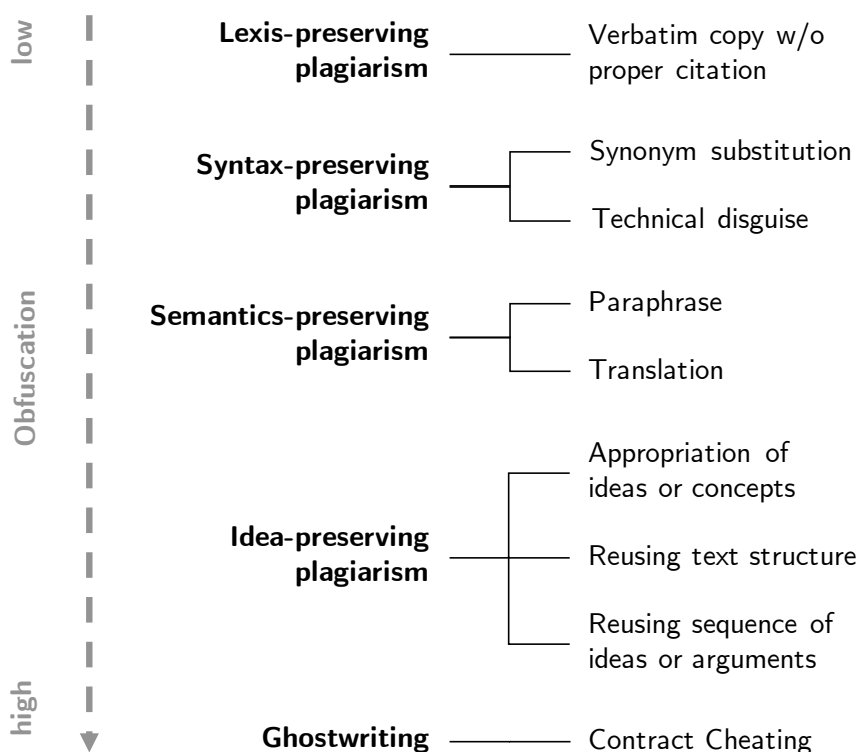 low
Obfuscation
high
Lexis-preserving
plagiarism
Verbatim copy w/o
proper citation
Syntax-preserving
plagiarism
Synonym substitution
Technical disguise
Semantics-preserving
plagiarism
Paraphrase
Translation
Idea-preserving
plagiarism
Appropriation of
ideas or concepts
Reusing text structure
Reusing sequence of
ideas or arguments
Ghostwriting
Contract Cheating